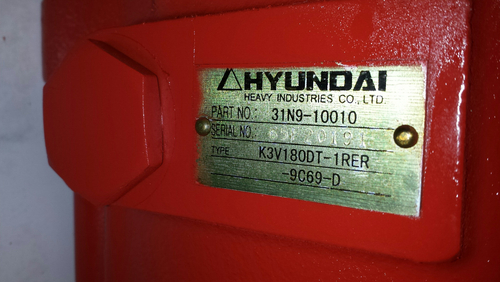 HYUNDAI
HEAVY INDUSTRIES CO., LTD.
PART NO.: 31N9-10010
SERIAL NO.:
TYPE K3V180DT-1RER
-9C69-D